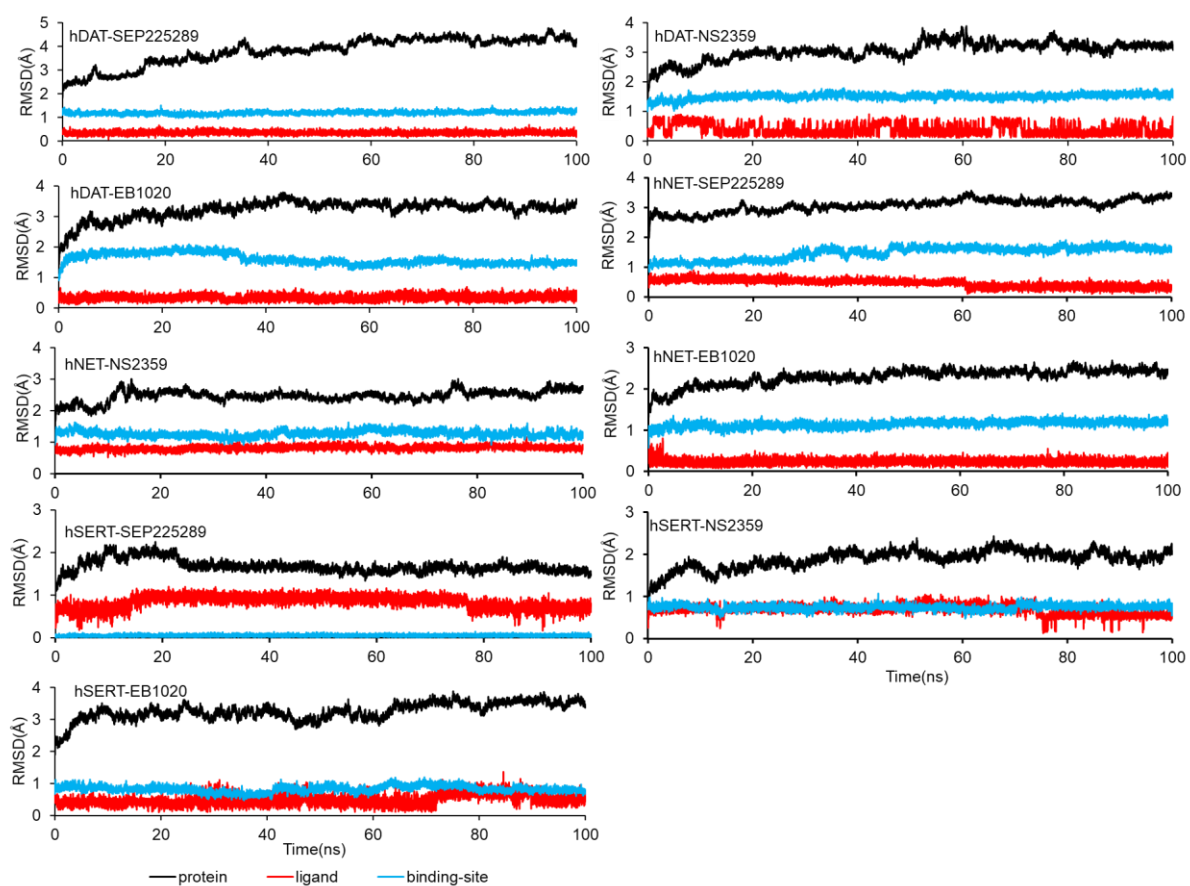 hDAT-SEP225289
RMSD(Å)
5
4
3
2
1
0
0 20 40 60 80 100
hDAT-NS2359
RMSD(Å)
4
3
2
1
0
0 20 40 60 80 100
hDAT-EB1020
RMSD(Å)
4
3
2
1
0
0 20 40 60 80 100
hNET-SEP225289
RMSD(Å)
4
3
2
1
0
0 20 40 60 80 100
hNET-NS2359
RMSD(Å)
4
3
2
1
0
0 20 40 60 80 100
hNET-EB1020
RMSD(Å)
3
2
1
0
0 20 40 60 80 100
hSERT-SEP225289
RMSD(Å)
3
2
1
0
0 20 40 60 80 100
hSERT-NS2359
RMSD(Å)
3
2
1
0
0 20 40 60 80 100
Time(ns)
hSERT-EB1020
RMSD(Å)
4
3
2
1
0
0 20 40 60 80 100
Time(ns)
protein ligand binding-site